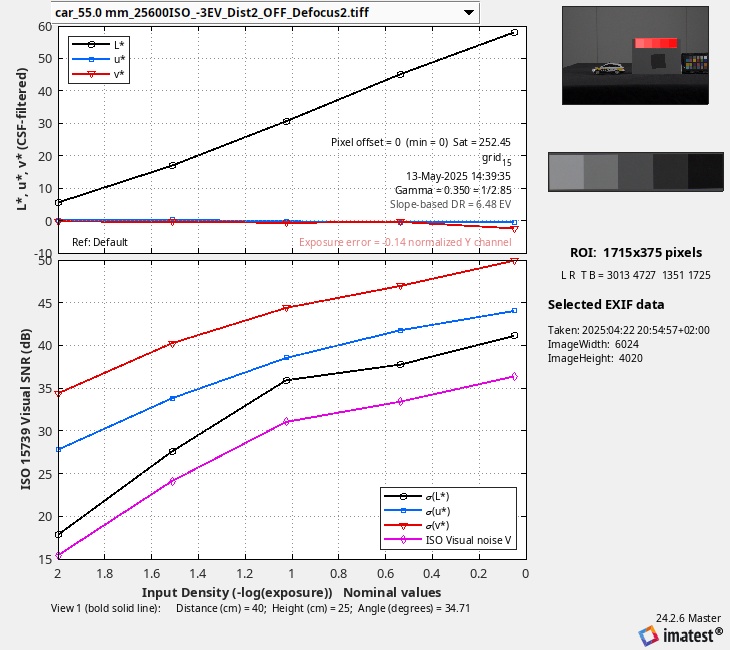 car_55.0 mm_25600ISO_-3EV_Dist2_OFF_Defocus2.tiff
60
50
40
30
20
10
0
-10
L*, u*, v* (CSF-filtered)
L*
u*
v*
Pixel offset = 0 (min = 0) Sat = 252.45
grid15
13-May-2025 14:39:35
Gamma = 0.350 = 1/2.85
Slope-based DR = 6.48 EV
Ref: Default
Exposure error = -0.14 normalized Y channel
50
45
40
35
30
25
20
15
ISO 15739 Visual SNR (dB)
σ(L*)
σ(u*)
σ(v*)
ISO Visual noise V
2 1.8 1.6 1.4 1.2 1 0.8 0.6 0.4 0.2 0
Input Density (-log(exposure)) Nominal values
View 1 (bold solid line): Distance (cm) = 40; Height (cm) = 25; Angle (degrees) = 34.71
ROI: 1715x375 pixels
L R T B = 3013 4727 1351 1725
Selected EXIF data
Taken: 2025:04:22 20:54:57+02:00
ImageWidth: 6024
ImageHeight: 4020
24.2.6 Master
imatest®